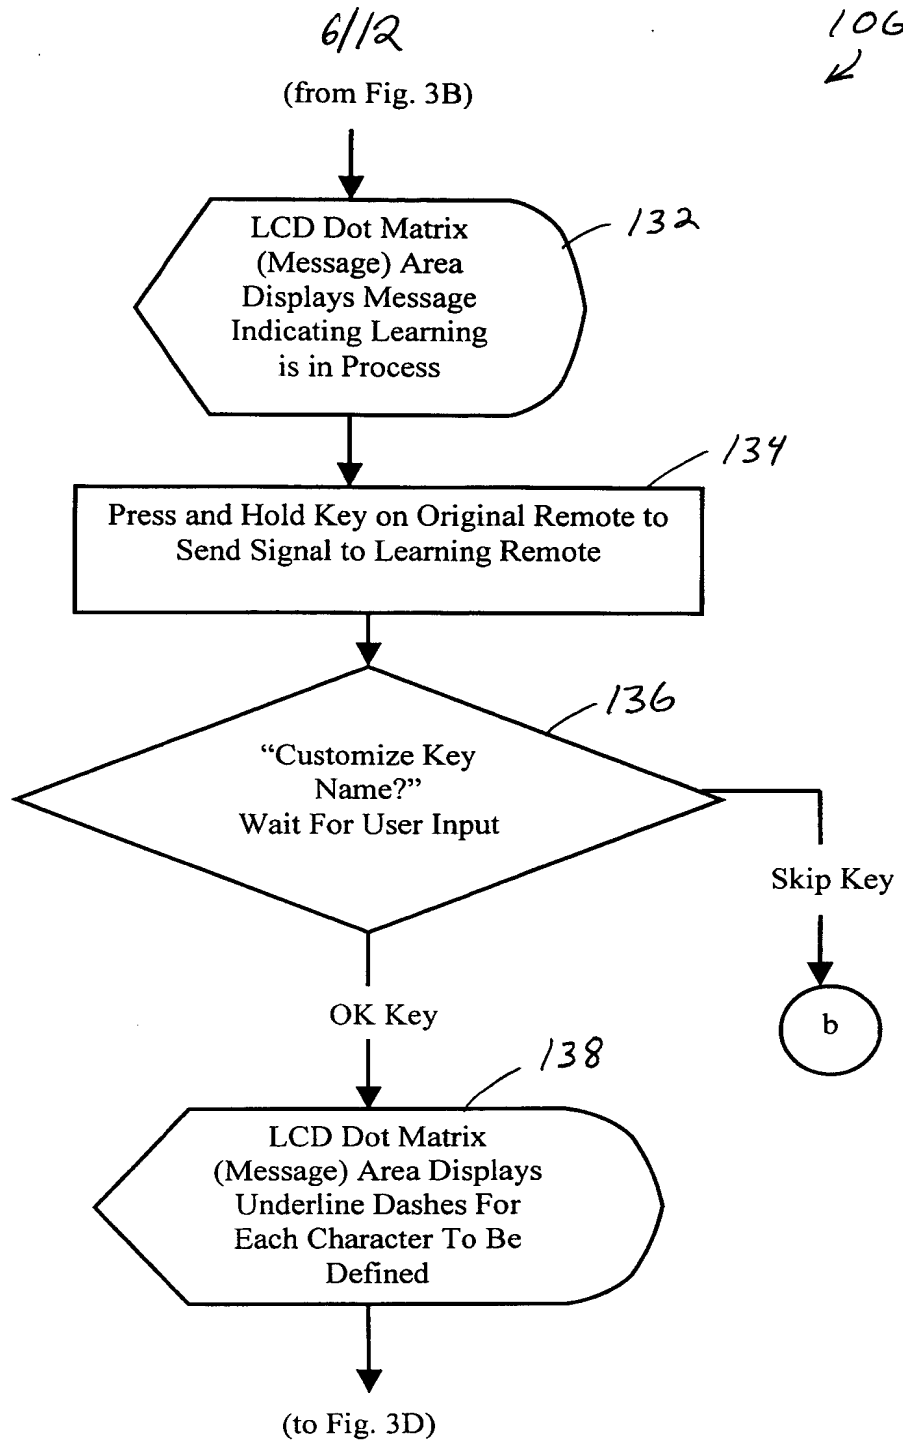 6/12
106
(from Fig. 3B)
LCD Dot Matrix
(Message) Area
Displays Message
Indicating Learning
is in Process
132
134
Press and Hold Key on Original Remote to
Send Signal to Learning Remote
136
“Customize Key
Name?”
Wait For User Input
Skip Key
b
OK Key
138
LCD Dot Matrix
(Message) Area Displays
Underline Dashes For
Each Character To Be
Defined
(to Fig. 3D)